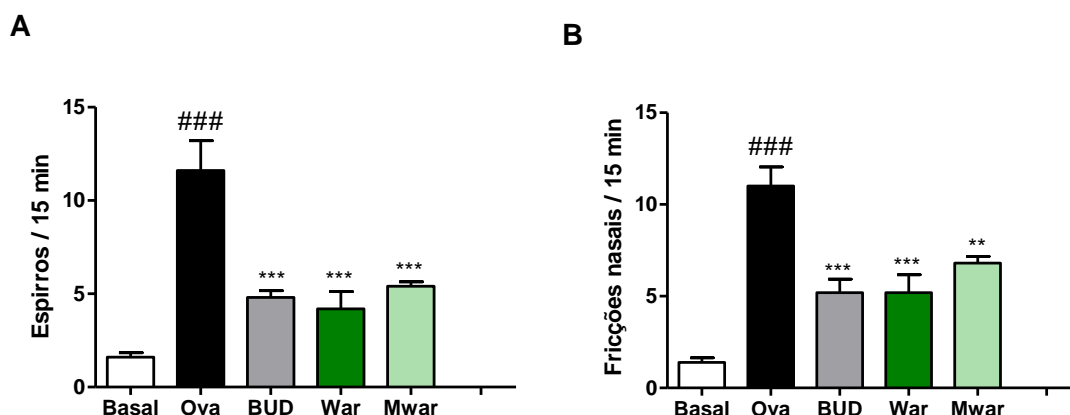 A
Espirros / 15 min
15
10
5
0
###
***
***
***
Basal Ova BUD War Mwar
B
Fricções nasais / 15 min
15
10
5
0
###
***
***
**
Basal Ova BUD War Mwar